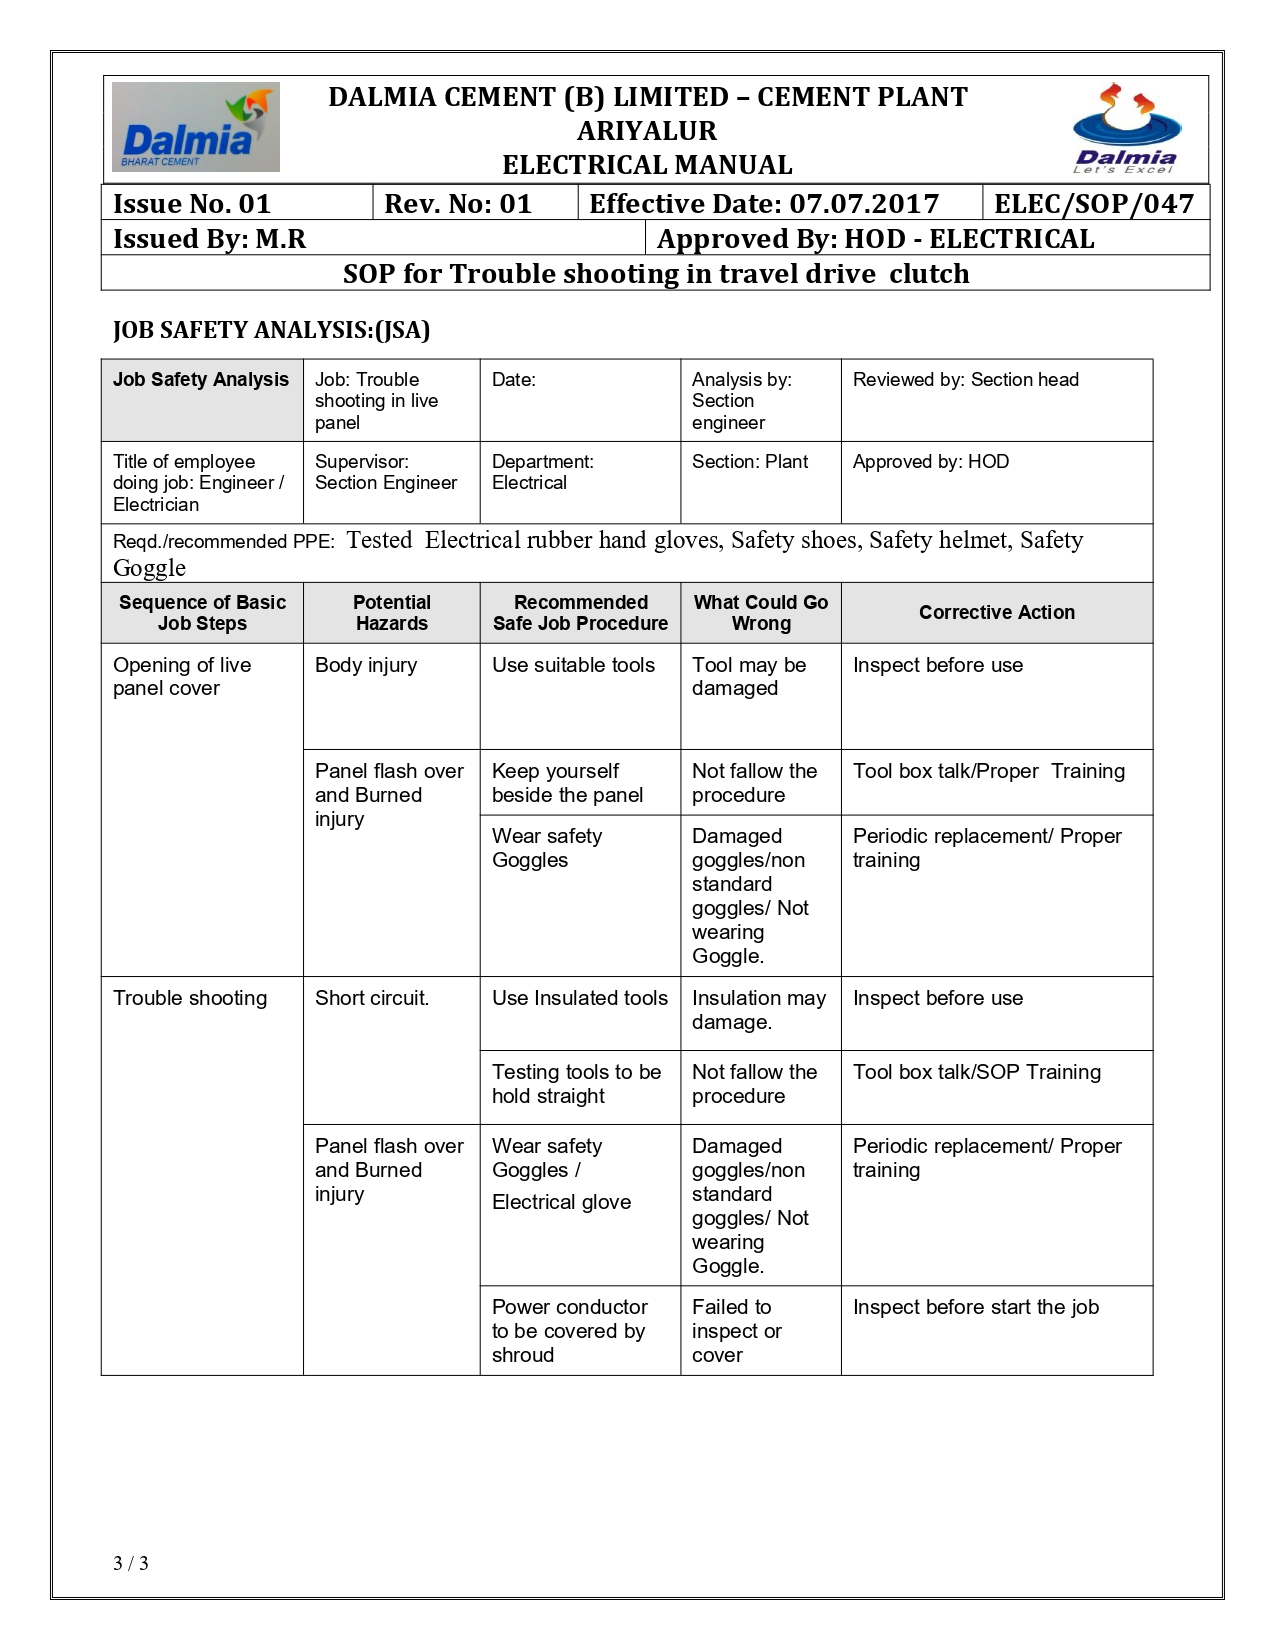 Dalmia
BHARAT CEMENT
DALMIA CEMENT (B) LIMITED – CEMENT PLANT
ARIYALUR
ELECTRICAL MANUAL
Dalmia
Let's Excel
Issue No. 01 Rev. No: 01 Effective Date: 07.07.2017 ELEC/SOP/047
Issued By: M.R Approved By: HOD - ELECTRICAL
SOP for Trouble shooting in travel drive  clutch
JOB SAFETY ANALYSIS:(JSA)
Job Safety Analysis
Job: Trouble
shooting in live
panel
Date:
Analysis by:
Section
engineer
Reviewed by: Section head
Title of employee
doing job: Engineer /
Electrician
Supervisor:
Section Engineer
Department:
Electrical
Section: Plant
Approved by: HOD
Reqd./recommended PPE:  Tested  Electrical rubber hand gloves, Safety shoes, Safety helmet, Safety
Goggle
Sequence of Basic
Job Steps
Potential
Hazards
Recommended
Safe Job Procedure
What Could Go
Wrong
Corrective Action
Opening of live
panel cover
Body injury
Use suitable tools
Tool may be
damaged
Inspect before use
Panel flash over
and Burned
injury
Keep yourself
beside the panel
Not fallow the
procedure
Tool box talk/Proper  Training
Wear safety
Goggles
Damaged
goggles/non
standard
goggles/ Not
wearing
Goggle.
Periodic replacement/ Proper
training
Trouble shooting
Short circuit.
Use Insulated tools
Insulation may
damage.
Inspect before use
Testing tools to be
hold straight
Not fallow the
procedure
Tool box talk/SOP Training
Panel flash over
and Burned
injury
Wear safety
Goggles /
Electrical glove
Damaged
goggles/non
standard
goggles/ Not
wearing
Goggle.
Periodic replacement/ Proper
training
Power conductor
to be covered by
shroud
Failed to
inspect or
cover
Inspect before start the job
3 / 3